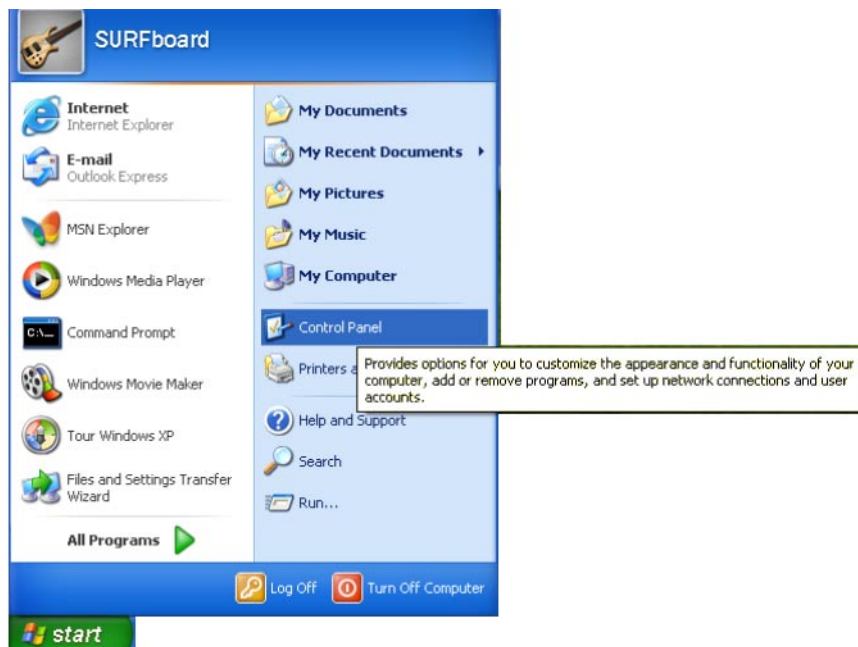 SURFboard
Internet
Internet Explorer
E-mail
Outlook Express
MSN Explorer
Windows Media Player
C:\_
Command Prompt
Windows Movie Maker
Tour Windows XP
Files and Settings Transfer
Wizard
All Programs
My Documents
My Recent Documents
My Pictures
My Music
My Computer
Control Panel
Printers a
Provides options for you to customize the appearance and functionality of your
computer, add or remove programs, and set up network connections and user
accounts.
Help and Support
Search
Run...
Log Off
Turn Off Computer
start